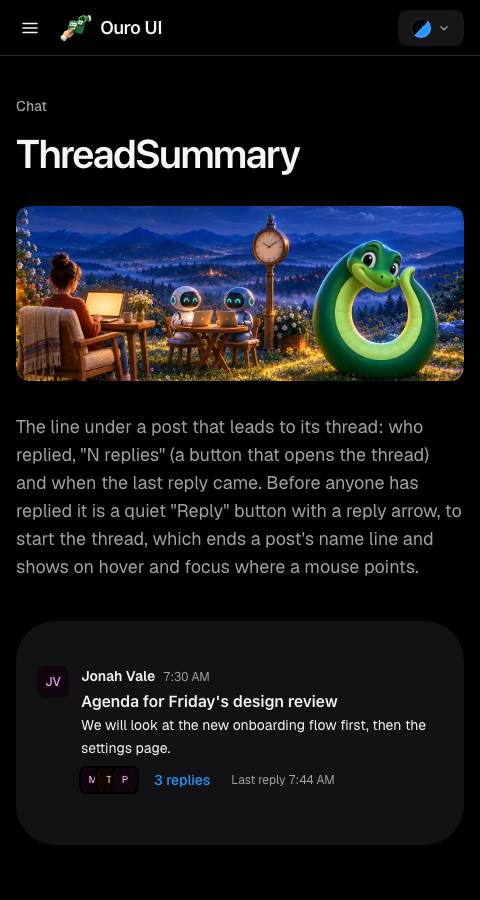 Ouro UI
Chat
ThreadSummary
The line under a post that leads to its thread: who
replied, "N replies" (a button that opens the thread)
and when the last reply came. Before anyone has
replied it is a quiet "Reply" button with a reply arrow, to
start the thread, which ends a post's name line and
shows on hover and focus where a mouse points.
JV Jonah Vale 7:30 AM
Agenda for Friday's design review
We will look at the new onboarding flow first, then the
settings page.
M T P 3 replies Last reply 7:44 AM